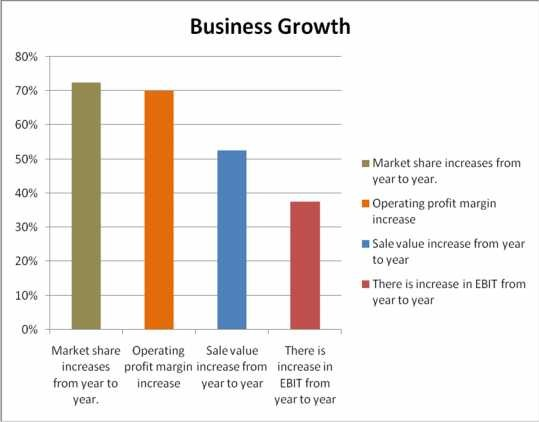 Business Growth
80%
70%
60%
50%
40%
30%
20%
10%
0%
Market share
increases
from year to
year.
Operating
profit margin
increase
Sale value
increase from
year to year
There is
increase in
EBIT from
year to year
Market share increases from
year to year.
Operating profit margin
increase
Sale value increase from year
to year
There is increase in EBIT from
year to year